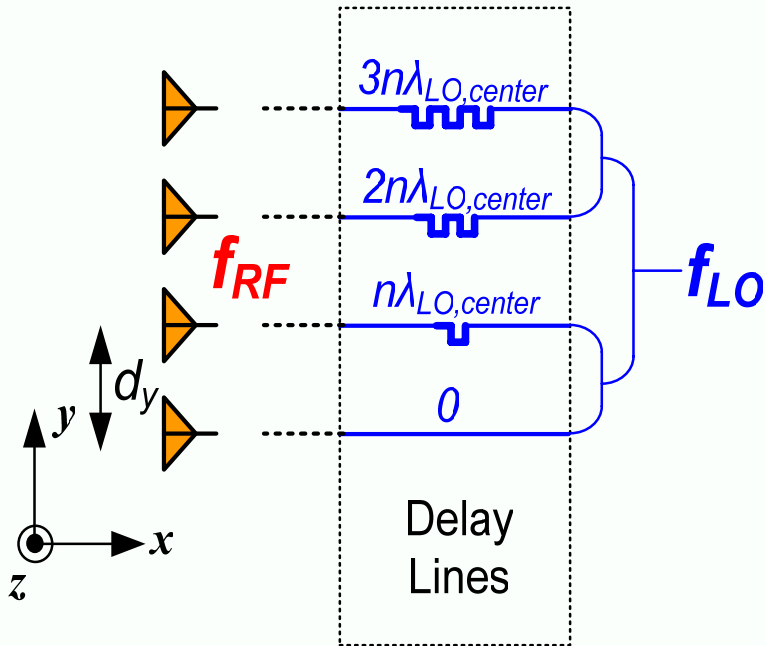 3nλLO,center
2nλLO,center
fRF
fLO
nλLO,center
dy
0
y
x
z
Delay
Lines